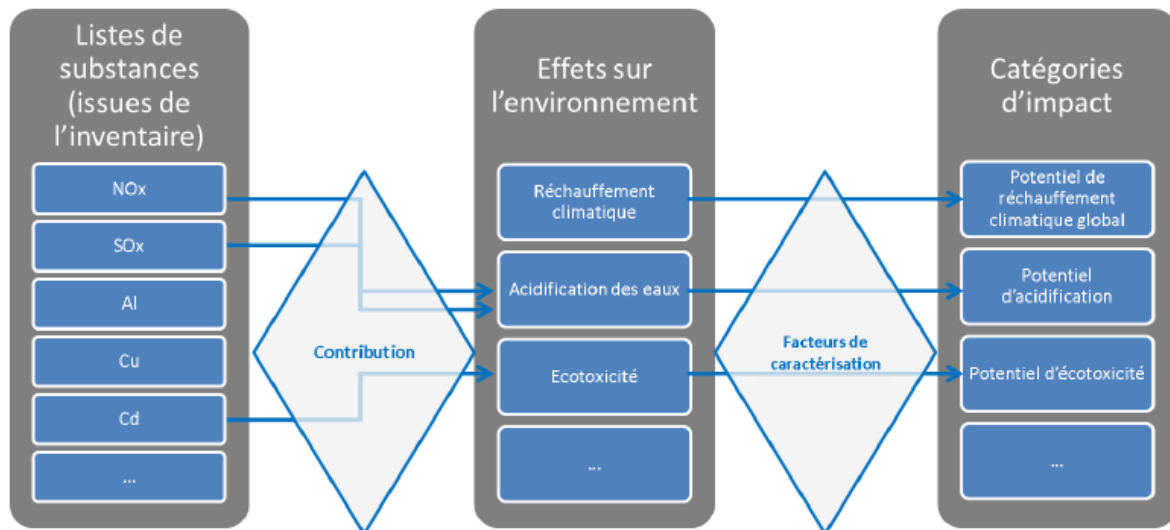 Listes de
substances
(issues de
l'inventaire)
NOx
SOx
Al
Cu
Cd
...
Contribution
Effets sur
l'environnement
Réchauffement
climatique
Acidification des eaux
Ecotoxicité
...
Facteurs de
caractérisation
Catégories
d'impact
Potentiel de
réchauffement
climatique global
Potentiel
d'acidification
Potentiel d'écotoxicité
...